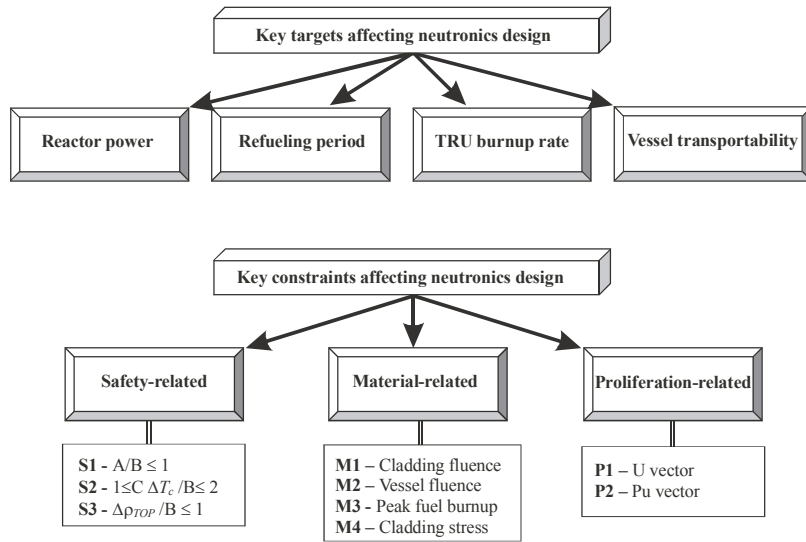 Key targets affecting neutronics design
Reactor power
Refueling period
TRU burnup rate
Vessel transportability
Key constraints affecting neutronics design
Safety-related
Material-related
Proliferation-related
S1 - A/B ≤ 1
S2 - 1≤C ΔTc /B≤ 2
S3 – ΔρTOP /B ≤ 1
M1 – Cladding fluence
M2 – Vessel fluence
M3 - Peak fuel burnup
M4 – Cladding stress
P1 – U vector
P2 – Pu vector